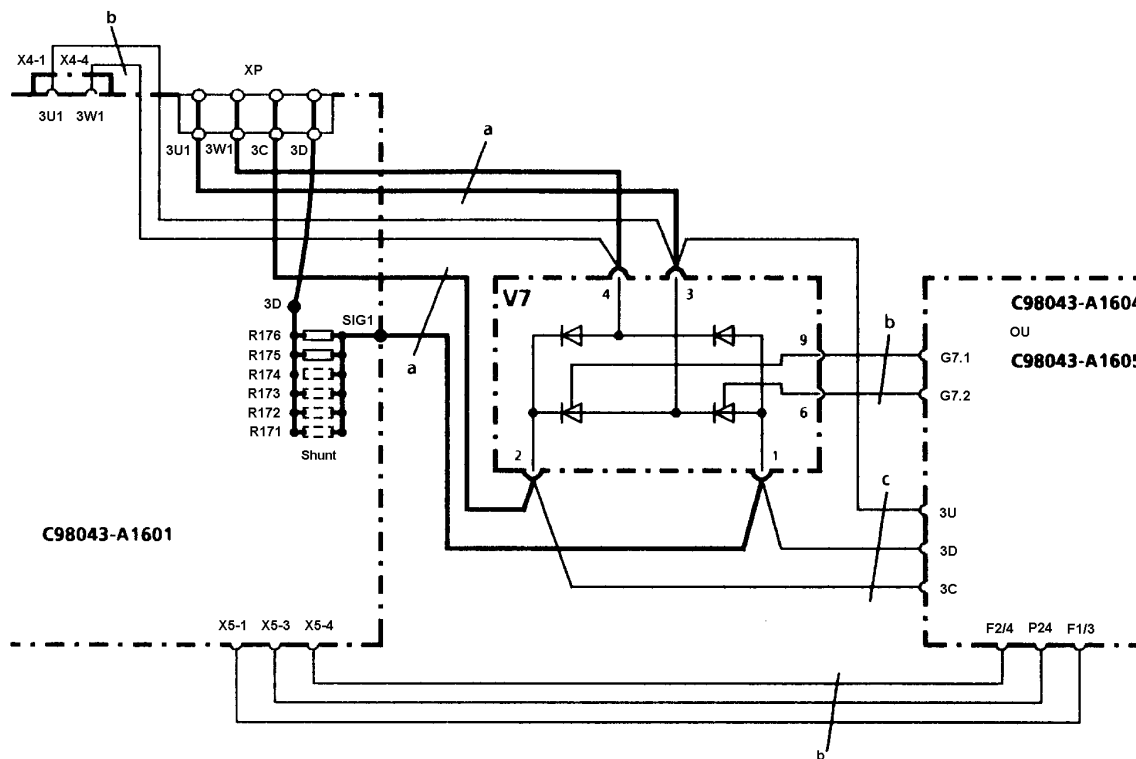 b
X4-1 X4-4
XP
3U1 3W1
3U1 3W1 3C 3D
a
V7 4 3
C98043-A1604
3D
R176 SIG1
OU
b
9
R175
C98043-A1605
G7.1
R174
a
R173
G7.2
R172
6
R171
Shunt
2 1
c
3U
C98043-A1601
3D
3C
X5-1 X5-3 X5-4
F2/4 P24 F1/3
b